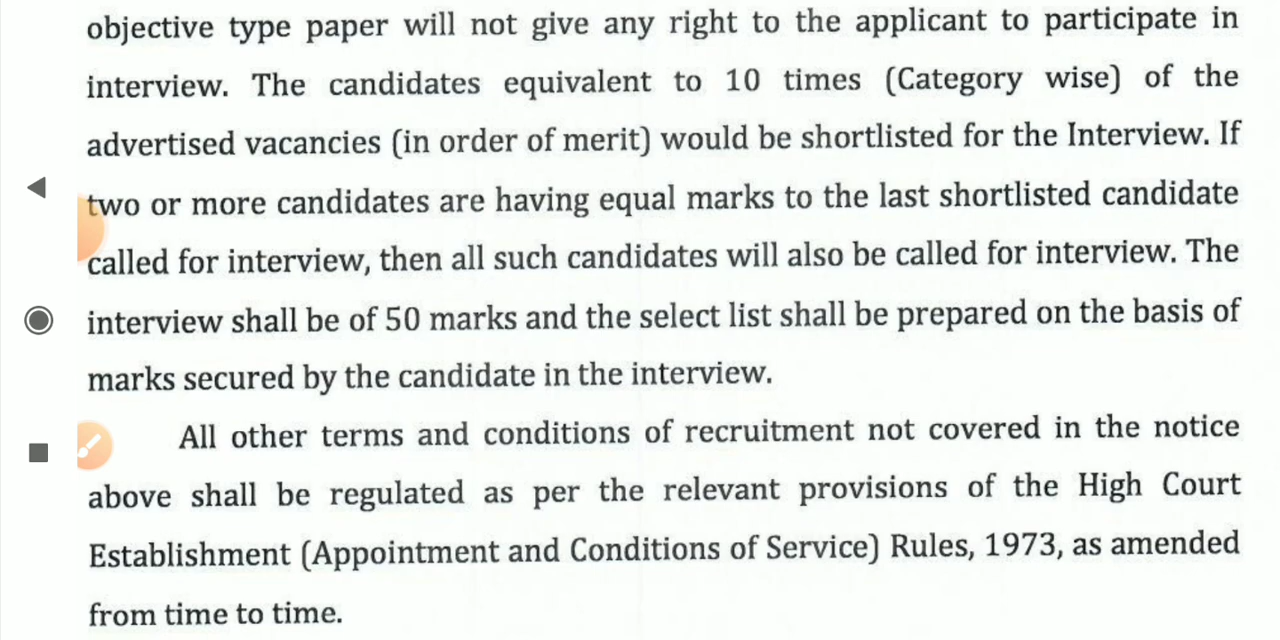 objective type paper will not give any right to the applicant to participate in
interview. The candidates equivalent to 10 times (Category wise) of the
advertised vacancies (in order of merit) would be shortlisted for the Interview. If
two or more candidates are having equal marks to the last shortlisted candidate
called for interview, then all such candidates will also be called for interview. The
interview shall be of 50 marks and the select list shall be prepared on the basis of
marks secured by the candidate in the interview.
All other terms and conditions of recruitment not covered in the notice
above shall be regulated as per the relevant provisions of the High Court
Establishment (Appointment and Conditions of Service) Rules, 1973, as amended
from time to time.